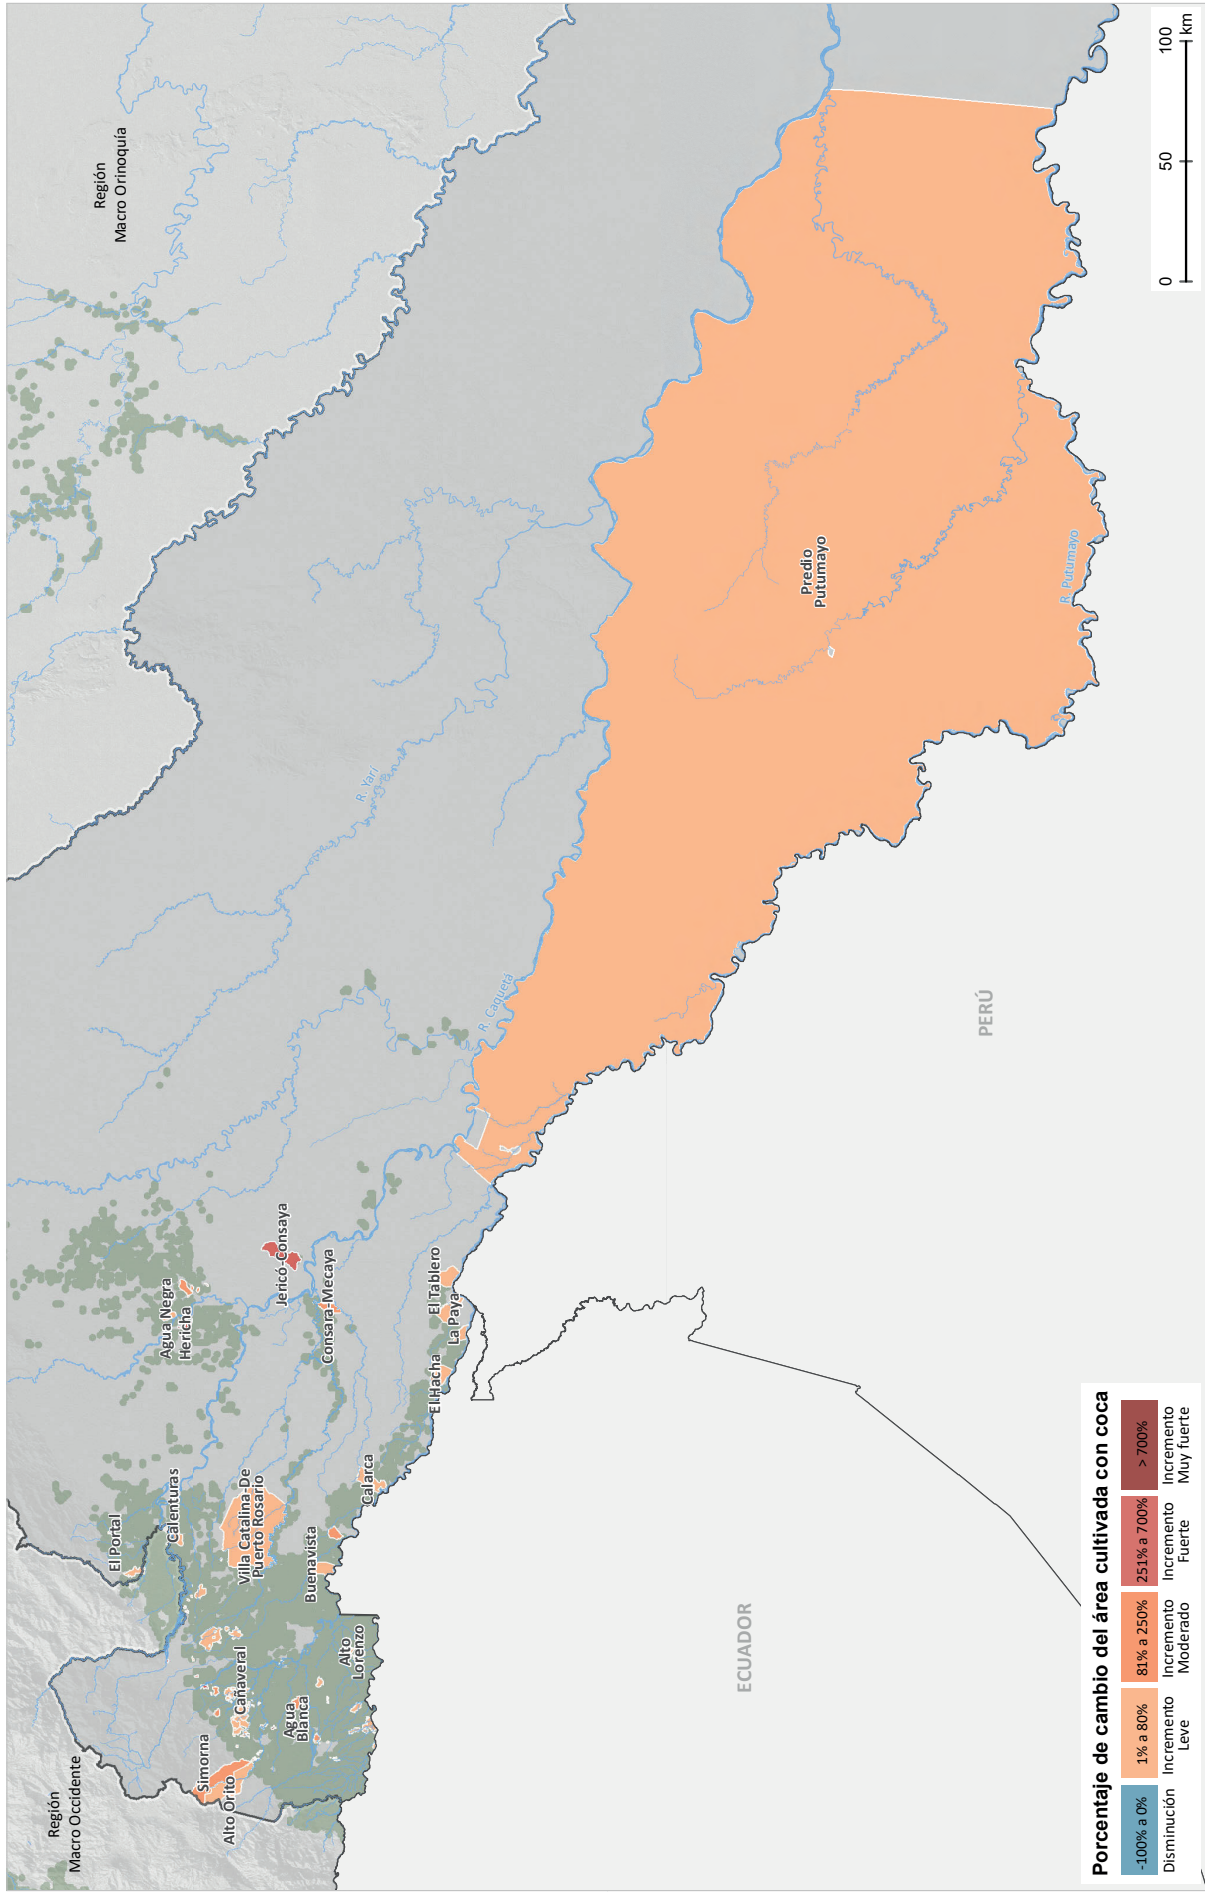 Región
Macro Occidente
Región
Macro Orinoquía
El Portal
Calenturas
Agua Negra
Hericha
Simorna
Alto Orito
Cañaveral
Villa Catalina-De
Puerto Rosario
Jericó-Consaya
Consara-Mecaya
Agua
Blanca
Buenavista
Alto
Lorenzo
Calarca
El Hacha
La Paya
El Tablero
R. Yarí
R. Caquetá
Predio
Putumayo
R. Putumayo
ECUADOR
PERÚ
Porcentaje de cambio del área cultivada con coca
-100% a 0%
1% a 80%
81% a 250%
251% a 700%
> 700%
Disminución
Incremento
Leve
Incremento
Moderado
Incremento
Fuerte
Incremento
Muy fuerte
0
50
100
km